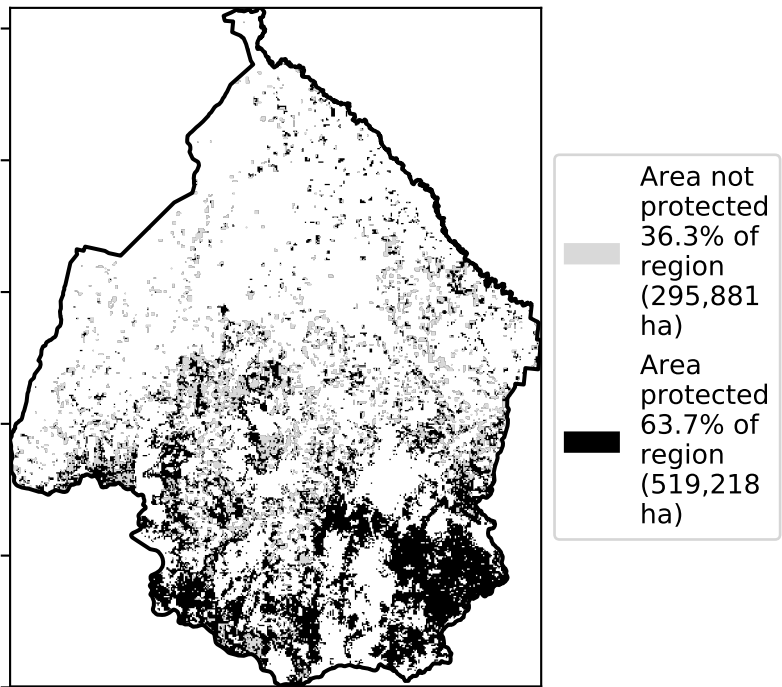 Area not
protected
36.3% of
region
(295,881
ha)
Area
protected
63.7% of
region
(519,218
ha)